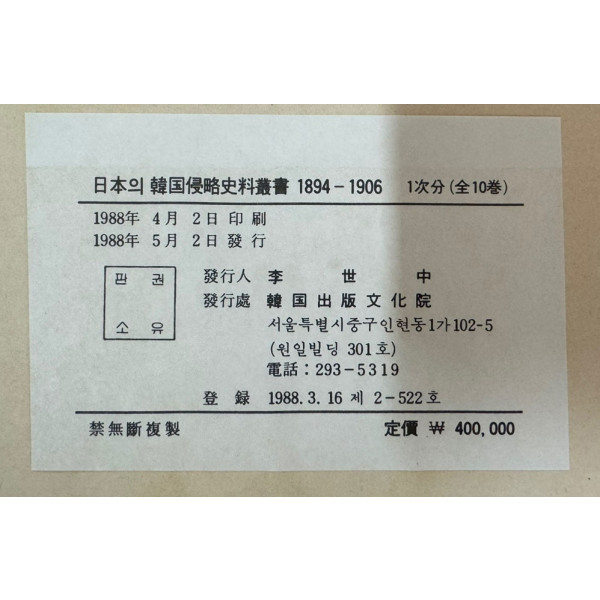 日本의 韓国侵略史料叢書 1894-1906 1次分 (全10巻)
1988年 4月 2日 印刷
1988年 5月 2日 發行
판권
소유
發行人 李世中
發行處 韓国出版文化院
서울특별시중구인현동1가102-5
(원일빌딩 301호)
電話：293-5319
登録 1988.3.16 제 2-522호
禁無斷複製 定價 ₩ 400,000